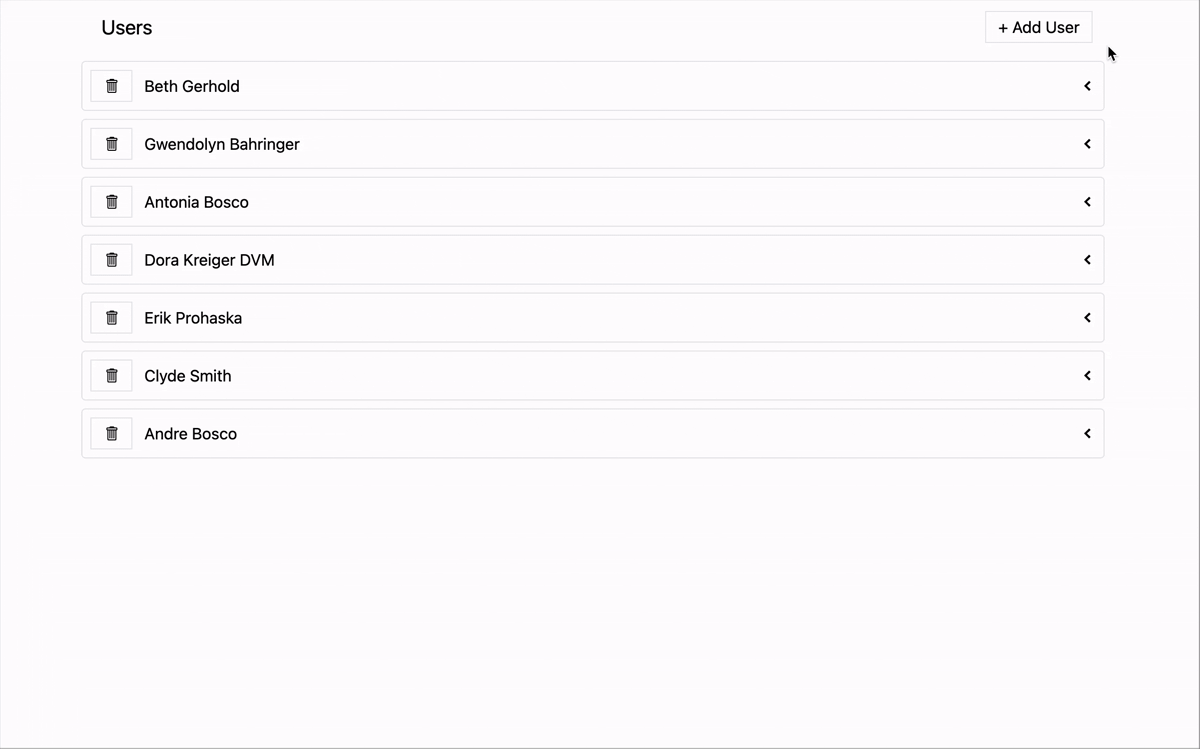 Users
+ Add User
Beth Gerhold
Gwendolyn Bahringer
Antonia Bosco
Dora Kreiger DVM
Erik Prohaska
Clyde Smith
Andre Bosco